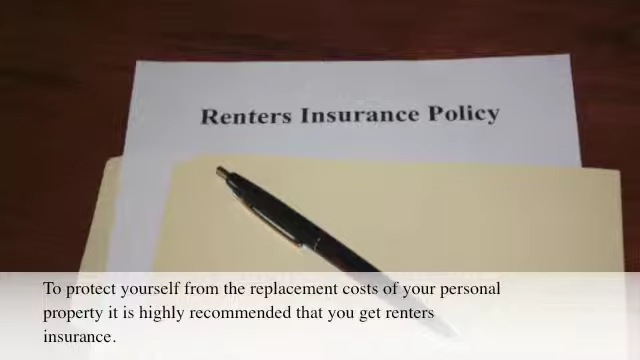 Renters Insurance Policy
To protect yourself from the replacement costs of your personal
property it is highly recommended that you get renters
insurance.